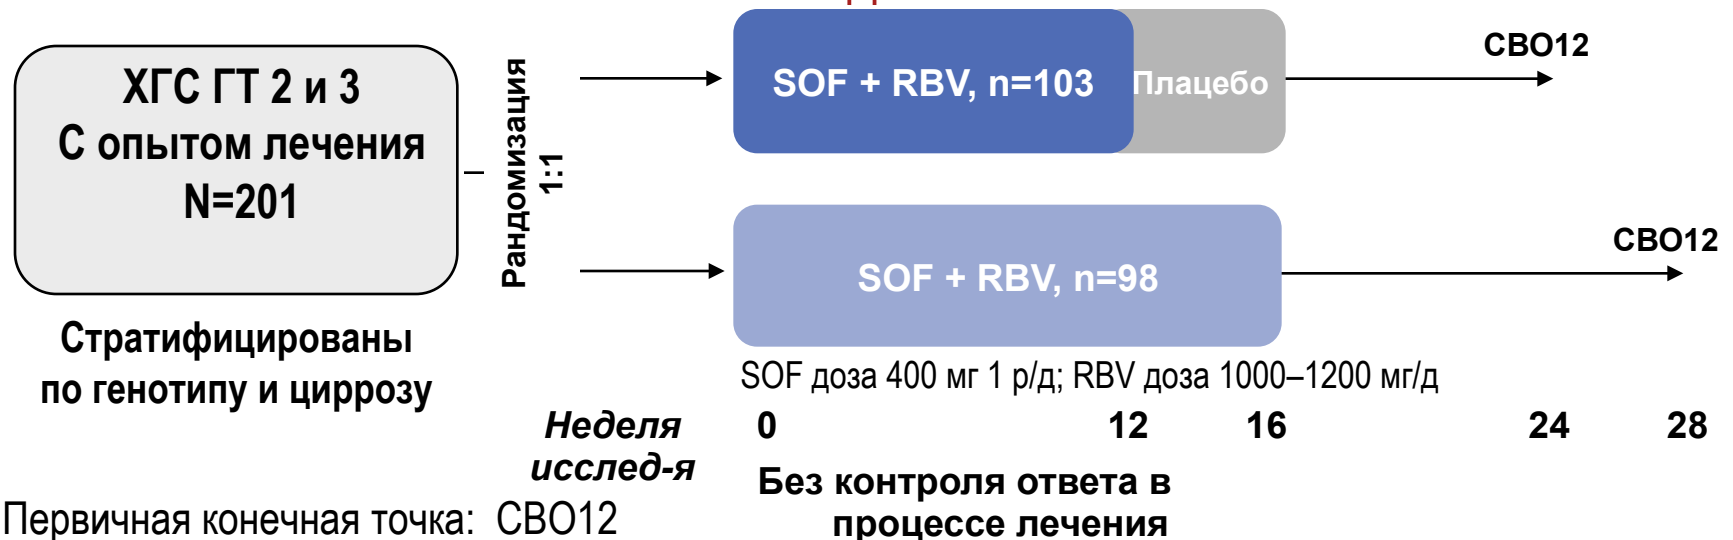 ХГС ГТ 2 и 3
С опытом лечения
N=201
Стратифицированы
по генотипу и циррозу
Рандомизация
1:1
SOF + RBV, n=103
Плацебо
СВО12
SOF + RBV, n=98
СВО12
SOF доза 400 мг 1 р/д; RBV доза 1000–1200 мг/д
Неделя 0 12 16 24 28
исслед-я
Без контроля ответа в
процессе лечения
Первичная конечная точка: СВО12